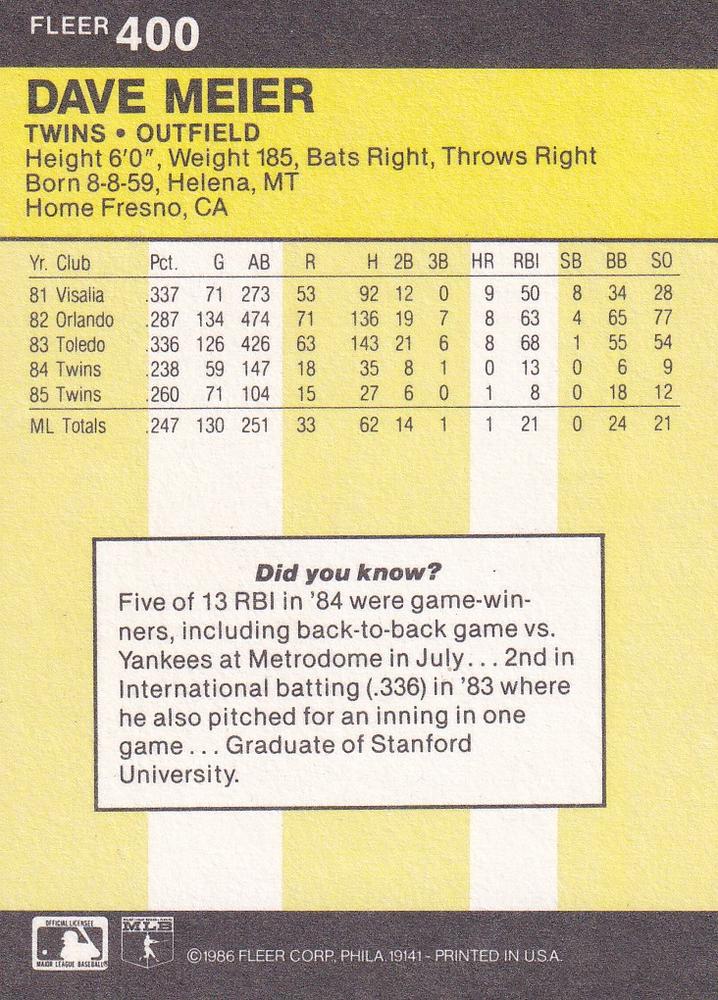 FLEER 400
DAVE MEIER
TWINS • OUTFIELD
Height 6'0", Weight 185, Bats Right, Throws Right
Born 8-8-59, Helena, MT
Home Fresno, CA
Yr. Club Pct. G AB R H 2B 3B HR RBI SB BB SO
81 Visalia .337 71 273 53 92 12 0 9 50 8 34 28
82 Orlando .287 134 474 71 136 19 7 8 63 4 65 77
83 Toledo .336 126 426 63 143 21 6 8 68 1 55 54
84 Twins .238 59 147 18 35 8 1 0 13 0 6 9
85 Twins .260 71 104 15 27 6 0 1 8 0 18 12
ML Totals .247 130 251 33 62 14 1 1 21 0 24 21
Did you know?
Five of 13 RBI in '84 were game-win-
ners, including back-to-back game vs.
Yankees at Metrodome in July... 2nd in
International batting (.336) in '83 where
he also pitched for an inning in one
game... Graduate of Stanford
University.
OFFICIAL LICENSEE
MAJOR LEAGUE BASEBALL
MLB
©1986 FLEER CORP., PHILA. 19141 - PRINTED IN U.S.A.